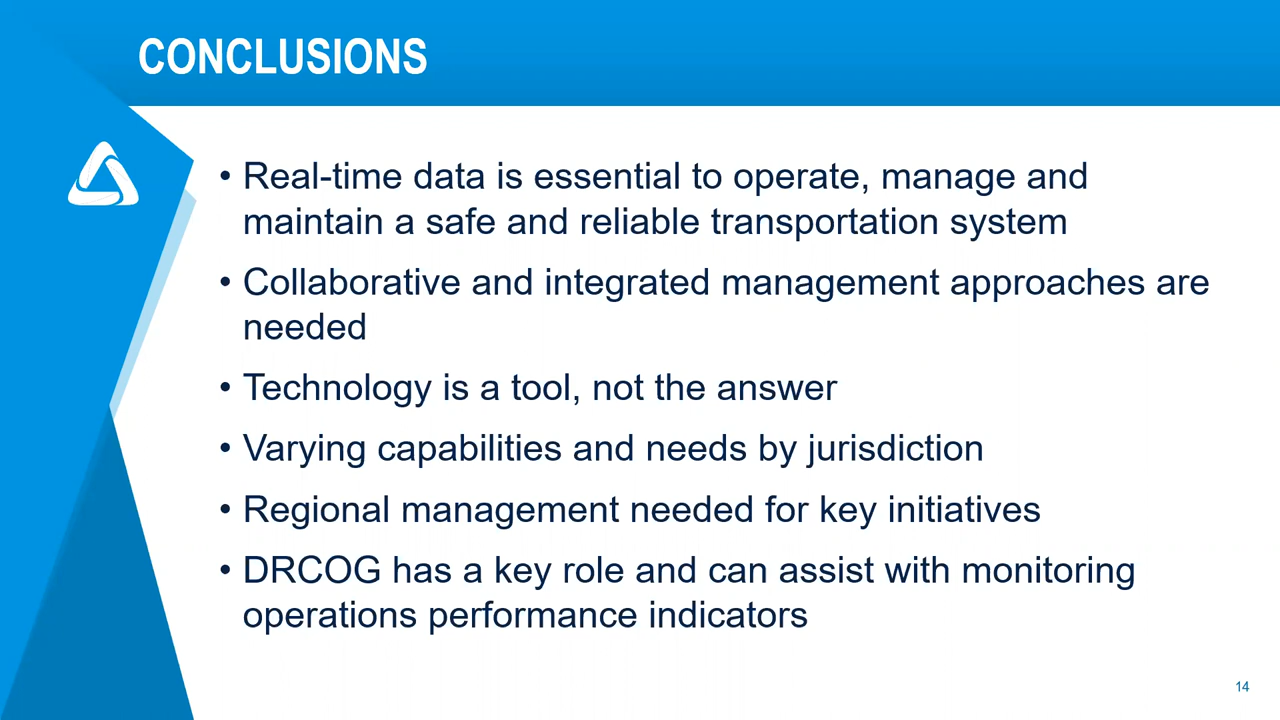 CONCLUSIONS
• Real-time data is essential to operate, manage and
maintain a safe and reliable transportation system
• Collaborative and integrated management approaches are
needed
• Technology is a tool, not the answer
• Varying capabilities and needs by jurisdiction
• Regional management needed for key initiatives
• DRCOG has a key role and can assist with monitoring
operations performance indicators
14